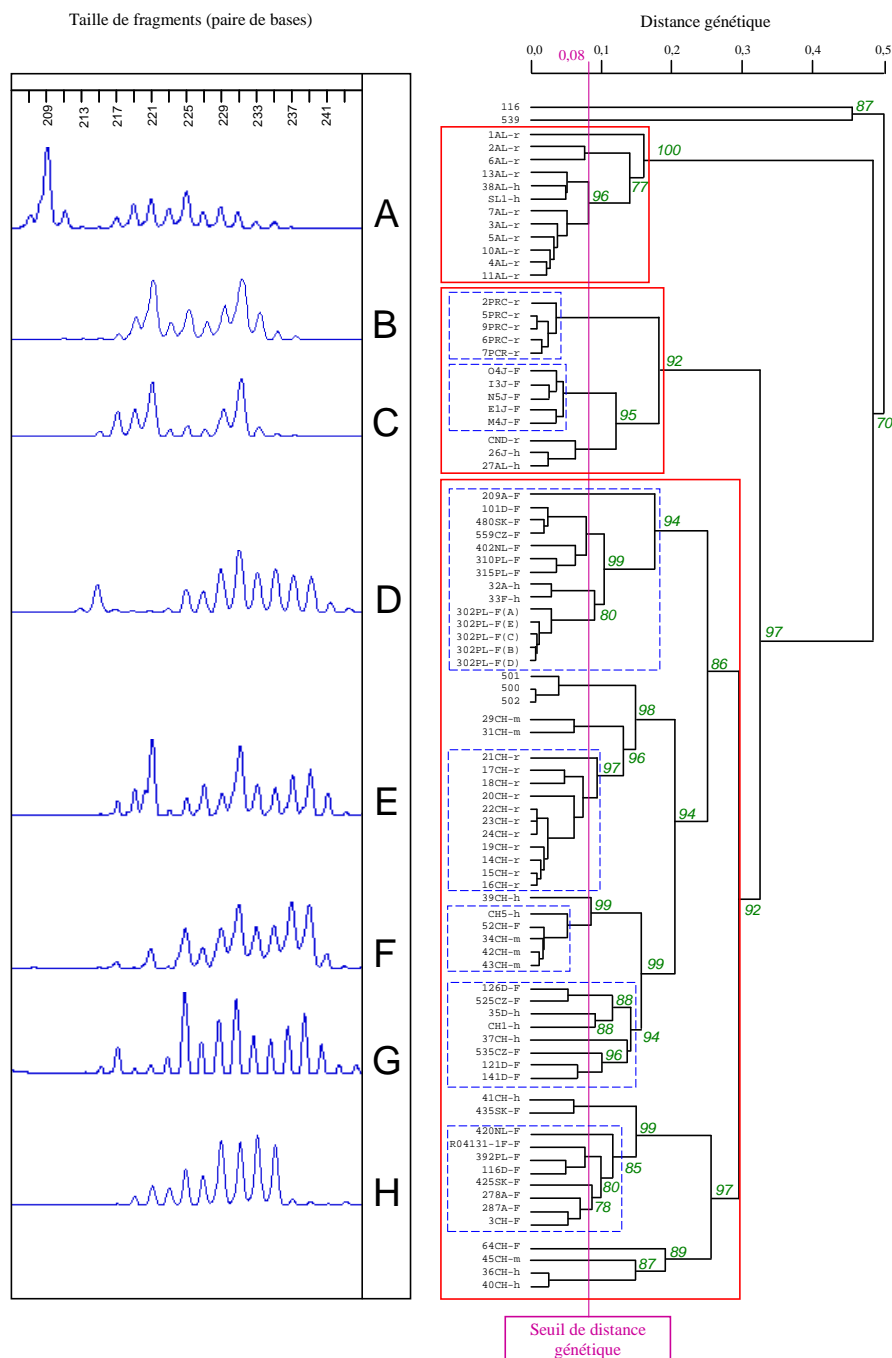 Taille de fragments (paire de bases)
Distance génétique
0,0
0,1
0,2
0,3
0,4
0,5
0,08
209
213
217
221
225
229
233
237
241
A
B
C
D
E
F
G
H
116
539
1AL-r
2AL-r
6AL-r
13AL-r
38AL-h
SL1-h
7AL-r
3AL-r
5AL-r
10AL-r
4AL-r
11AL-r
2PRC-r
5PRC-r
9PRC-r
6PRC-r
7PCR-r
O4J-F
I3J-F
N5J-F
E1J-F
M4J-F
CND-r
26J-h
27AL-h
209A-F
101D-F
480SK-F
559CZ-F
402NL-F
310PL-F
315PL-F
32A-h
33F-h
302PL-F(A)
302PL-F(E)
302PL-F(C)
302PL-F(B)
302PL-F(D)
501
500
502
29CH-m
31CH-m
21CH-r
17CH-r
18CH-r
20CH-r
22CH-r
23CH-r
24CH-r
19CH-r
14CH-r
15CH-r
16CH-r
39CH-h
CH5-h
52CH-F
34CH-m
42CH-m
43CH-m
126D-F
525CZ-F
35D-h
CH1-h
37CH-h
535CZ-F
121D-F
141D-F
41CH-h
435SK-F
420NL-F
R04131-1F-F
392PL-F
116D-F
425SK-F
278A-F
287A-F
3CH-F
64CH-F
45CH-m
36CH-h
40CH-h
87
100
77
96
92
95
70
94
99
80
97
86
98
96
97
94
99
92
99
88
88
94
96
99
85
80
78
97
89
87
Seuil de distance
génétique